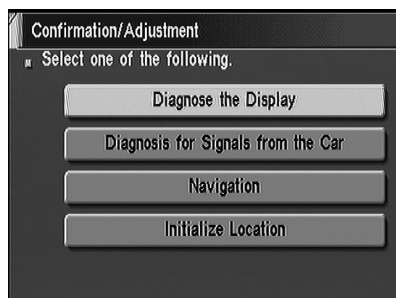 Confirmation/Adjustment
Select one of the following.
Diagnose the Display
Diagnosis for Signals from the Car
Navigation
Initialize Location